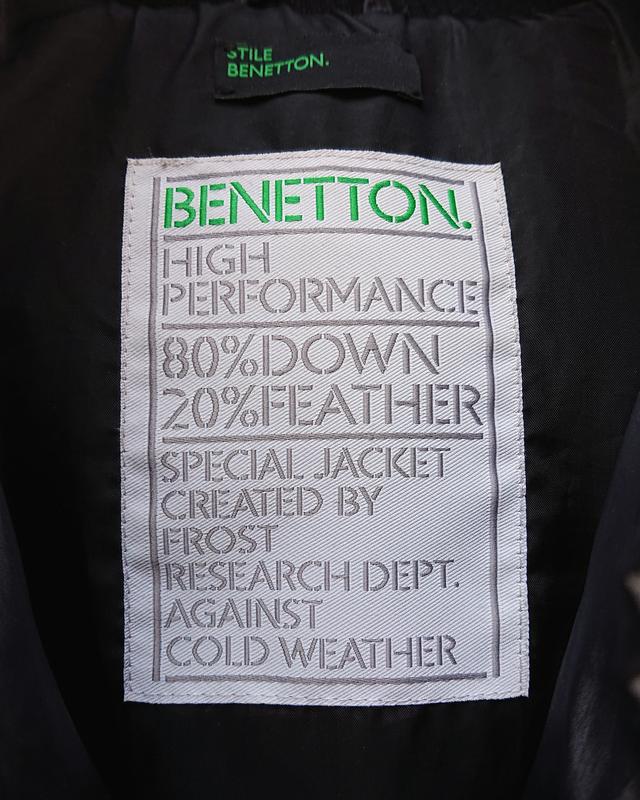 STILE
BENETTON.
BENETTON.
HIGH
PERFORMANCE
80%DOWN
20%FEATHER
SPECIAL JACKET
CREATED BY
FROST
RESEARCH DEPT.
AGAINST
COLD WEATHER